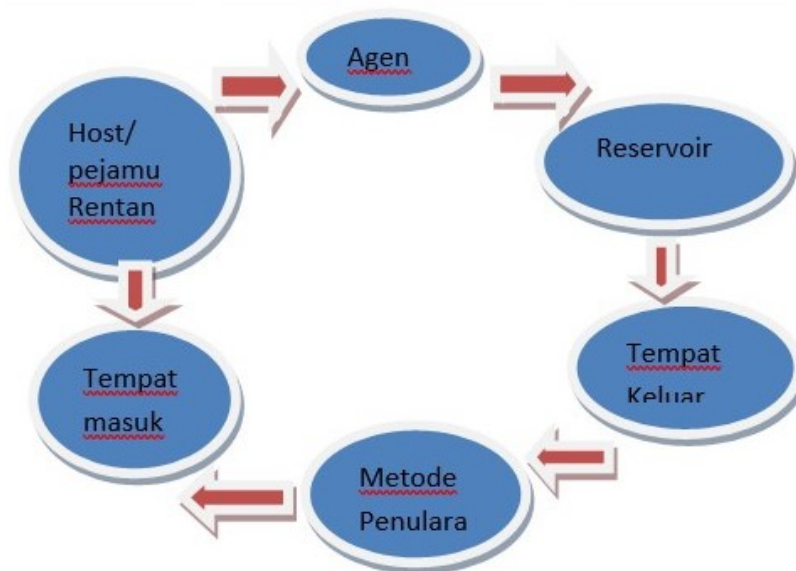 Agen
Host/
pejamu
Rentan
Reservoir
Tempat
Keluar
Tempat
masuk
Metode
Penulara